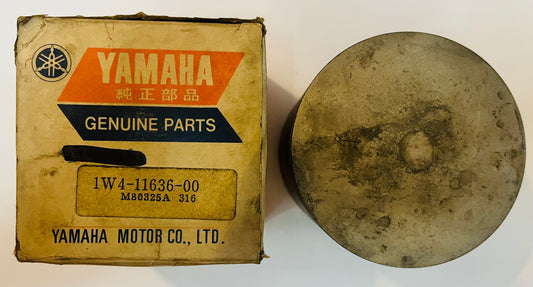 YAMAHA
純正部品
GENUINE PARTS
1W4-11636-00
M80325A 316
YAMAHA MOTOR CO., LTD.